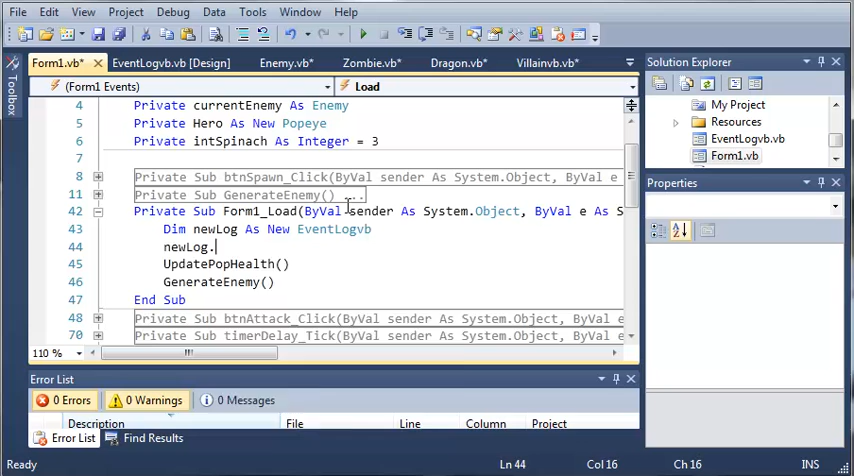 File Edit View Project Debug Data Tools Window Help
Form1.vb* EventLogvb.vb [Design] Enemy.vb* Zombie.vb* Dragon.vb* Villainvb.vb*
(Form1 Events) Load
Toolbox
4 Private currentEnemy As Enemy
5 Private Hero As New Popeye
6 Private intSpinach As Integer = 3
7
8 Private Sub btnSpawn_Click(ByVal sender As System.Object, ByVal e
11 Private Sub GenerateEnemy() ...
42 Private Sub Form1_Load(ByVal sender As System.Object, ByVal e As S
43 Dim newLog As New EventLogvb
44 newLog.
45 UpdatePopHealth()
46 GenerateEnemy()
47 End Sub
48 Private Sub btnAttack_Click(ByVal sender As System.Object, ByVal e
70 Private Sub timerDelay_Tick(ByVal sender As System.Object, ByVal e
110 %
Solution Explorer
My Project
Resources
EventLogvb.vb
Form1.vb
Properties
Error List
0 Errors 0 Warnings 0 Messages
Description File Line Column Project
Error List Find Results
Ready Ln 44 Col 16 Ch 16 INS